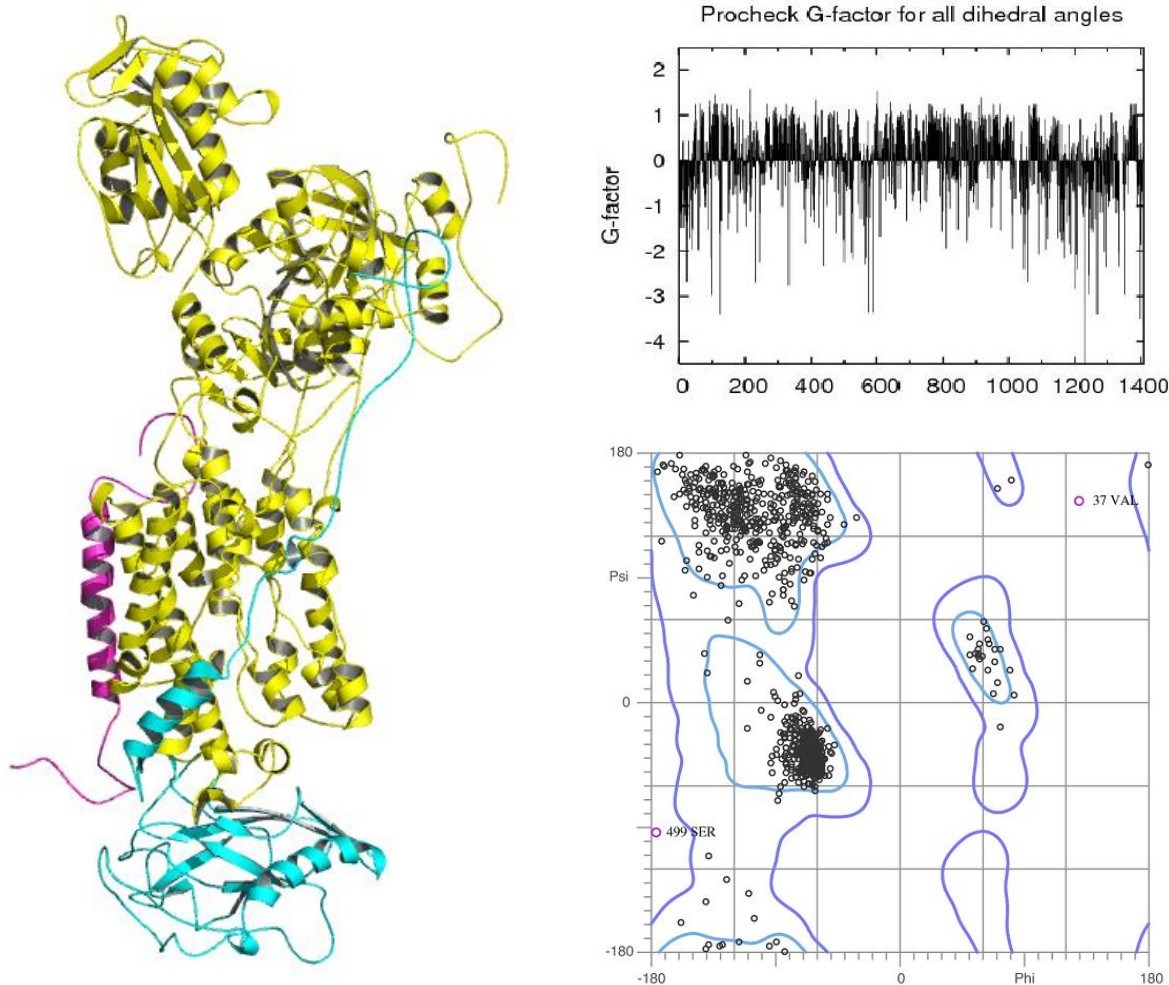 Procheck G-factor for all dihedral angles
2
1
0
-1
-2
-3
-4
G-factor
0 200 400 600 800 1000 1200 1400
180
37 VAL
Psi
0
499 SER
-180
-180 0 Phi 180